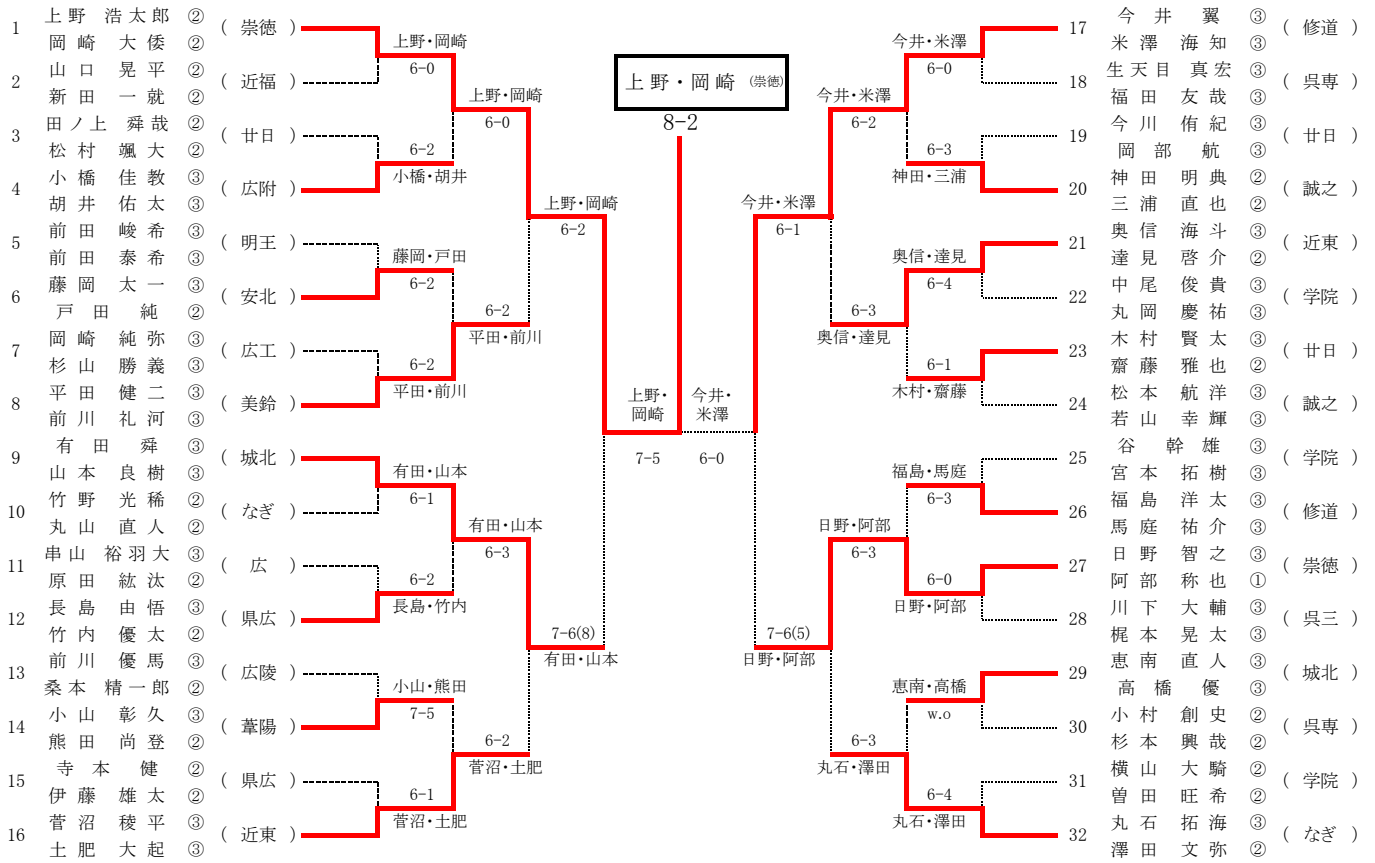 1 上野 浩太郎 ② ( 崇徳 )
岡崎 大倭 ②
2 山口 晃平 ② ( 近福 )
新田 一就 ②
3 田ノ上 舜哉 ② ( 廿日 )
松村 颯大 ②
4 小橋 佳教 ③ ( 広附 )
胡井 佑太 ③
5 前田 峻希 ③ ( 明王 )
前田 泰希 ③
6 藤岡 太一 ③ ( 安北 )
戸田 純 ②
7 岡崎 純弥 ③ ( 広工 )
杉山 勝義 ③
8 平田 健二 ③ ( 美鈴 )
前川 礼河 ③
9 有田 舜 ③ ( 城北 )
山本 良樹 ③
10 竹野 光稀 ② ( なぎ )
丸山 直人 ②
11 串山 裕羽大 ③ ( 広 )
原田 紘汰 ②
12 長島 由悟 ③ ( 県広 )
竹内 優太 ②
13 前川 優馬 ③ ( 広陵 )
桑本 精一郎 ②
14 小山 彰久 ③ ( 葦陽 )
熊田 尚登 ②
15 寺本 健 ② ( 県広 )
伊藤 雄太 ②
16 菅沼 稜平 ③ ( 近東 )
土肥 大起 ③
上野・岡崎
6-0
6-2
小橋・胡井
藤岡・戸田
6-2
6-2
平田・前川
有田・山本
6-1
6-2
長島・竹内
小山・熊田
7-5
6-1
菅沼・土肥
上野・岡崎
6-0
6-2
平田・前川
有田・山本
6-3
6-2
菅沼・土肥
上野・岡崎
6-2
7-6(8)
有田・山本
上野・岡崎 (崇徳)
8-2
上野・
岡崎
7-5
今井・
米澤
6-0
今井・米澤
6-1
7-6(5)
日野・阿部
今井・米澤
6-2
6-3
奥信・達見
日野・阿部
6-3
6-3
丸石・澤田
今井・米澤
6-0
6-3
神田・三浦
奥信・達見
6-4
6-1
木村・齋藤
福島・馬庭
6-3
6-0
日野・阿部
恵南・高橋
w.o
6-4
丸石・澤田
17 今井 翼 ③ ( 修道 )
米澤 海知 ③
18 生天目 真宏 ③ ( 呉専 )
福田 友哉 ③
19 今川 侑紀 ③ ( 廿日 )
岡部 航 ③
20 神田 明典 ② ( 誠之 )
三浦 直也 ②
21 奥信 海斗 ③ ( 近東 )
達見 啓介 ②
22 中尾 俊貴 ③ ( 学院 )
丸岡 慶祐 ③
23 木村 賢太 ③ ( 廿日 )
齋藤 雅也 ②
24 松本 航洋 ③ ( 誠之 )
若山 幸輝 ③
25 谷 幹雄 ③ ( 学院 )
宮本 拓樹 ③
26 福島 洋太 ③ ( 修道 )
馬庭 祐介 ③
27 日野 智之 ③ ( 崇徳 )
阿部 称也 ①
28 川下 大輔 ③ ( 呉三 )
梶本 晃太 ③
29 恵南 直人 ③ ( 城北 )
高橋 優 ③
30 小村 創史 ② ( 呉専 )
杉本 興哉 ②
31 横山 大騎 ② ( 学院 )
曽田 旺希 ②
32 丸石 拓海 ③ ( なぎ )
澤田 文弥 ②